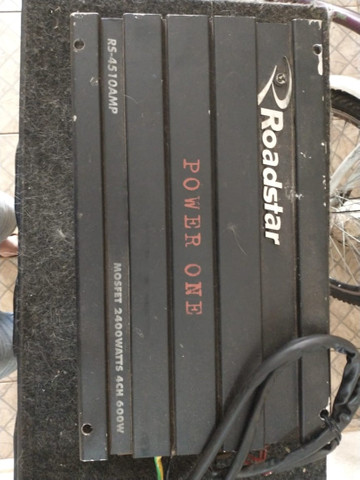 RS-4510AMP
Roadstar
POWER ONE
MOSFET 2400WATTS 4CH 600W